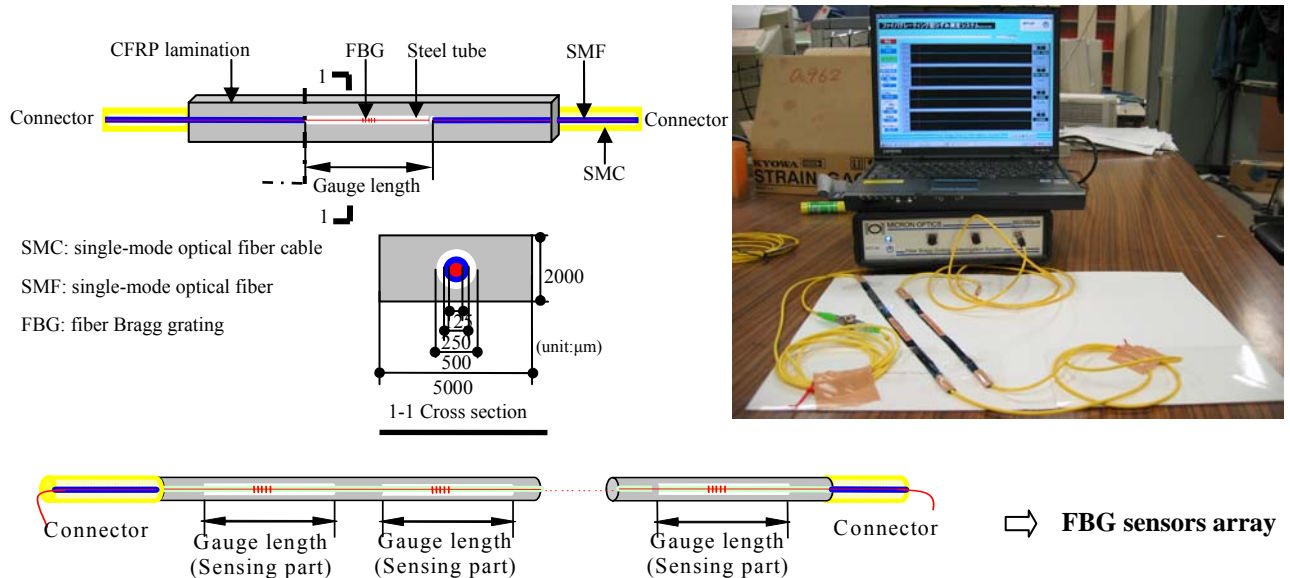 CFRP lamination
FBG
Steel tube
SMF
1
Connector
Connector
SMC
Gauge length
1
SMC: single-mode optical fiber cable
SMF: single-mode optical fiber
FBG: fiber Bragg grating
2000
125
250
500
5000
(unit:μm)
1-1 Cross section
KYOWA
STRAIN GA
MICRON OPTICS
Connector
Gauge length
(Sensing part)
Gauge length
(Sensing part)
Gauge length
(Sensing part)
Connector
FBG sensors array